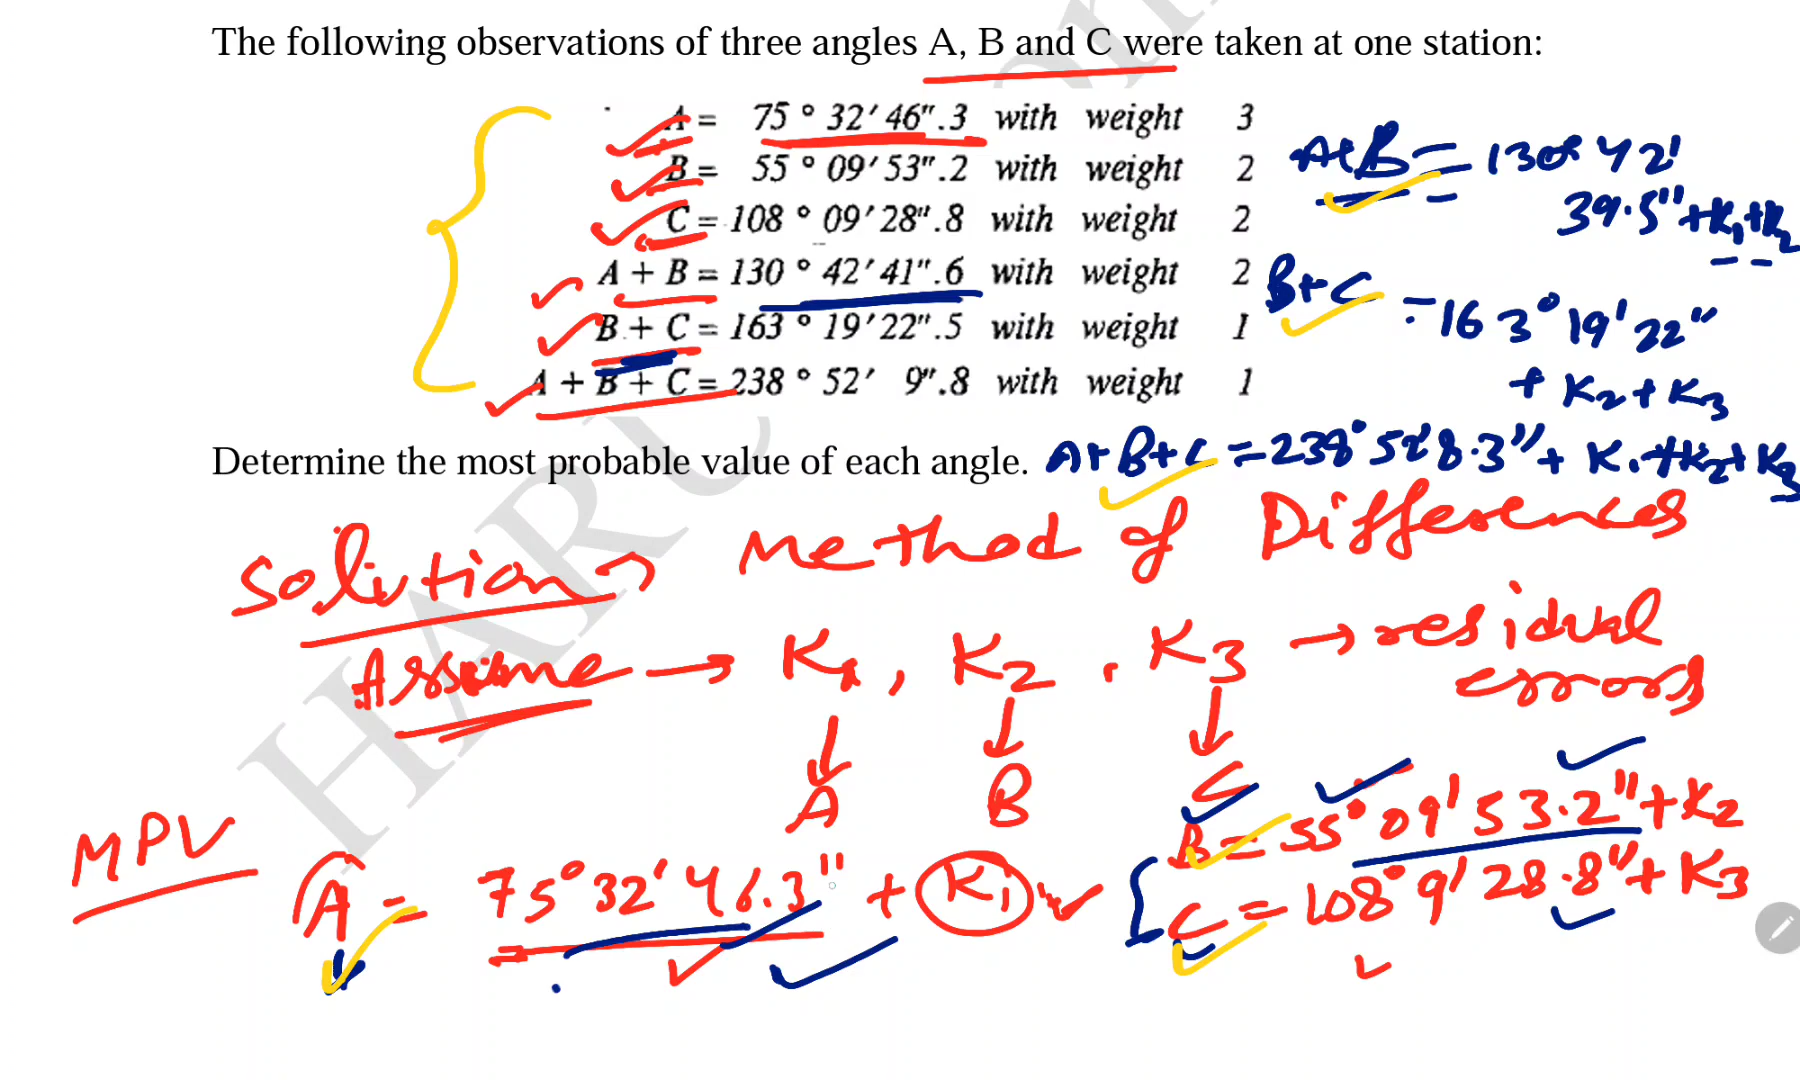 The following observations of three angles A, B and C were taken at one station:
A = 75 ° 32′ 46″.3 with weight 3
B = 55 ° 09′ 53″.2 with weight 2
C = 108 ° 09′ 28″.8 with weight 2
A + B = 130 ° 42′ 41″.6 with weight 2
B + C = 163 ° 19′ 22″.5 with weight 1
A + B + C = 238 ° 52′ 9″.8 with weight 1
A+B = 130° 42'
39.5" + K1 + K2
B+C = 163° 19' 22"
+ K2 + K3
Determine the most probable value of each angle.
A+B+C = 238° 52' 8.3" + K1 + K2 + K3
Solution → Method of Differences
Assume → K1, K2, K3 → residual errors
A B C
MPV
B = 55° 09' 53.2" + K2
A = 75° 32' 46.3" + K1
C = 108° 9' 28.8" + K3